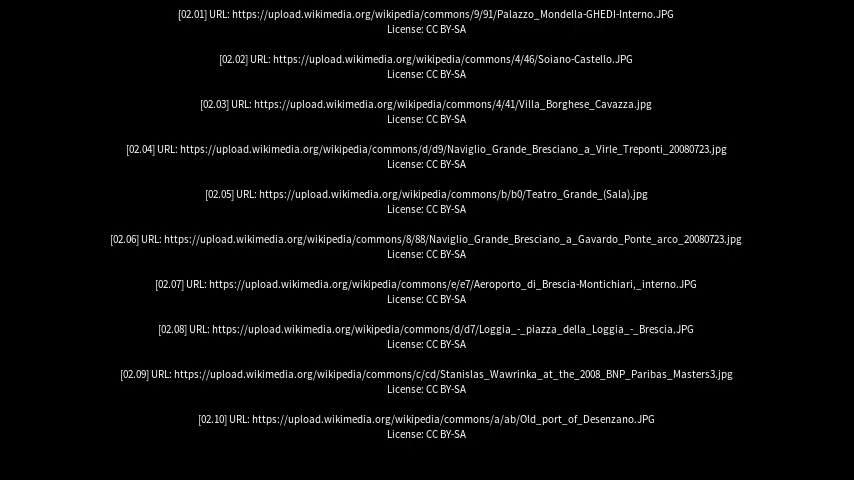 [02.01] URL: https://upload.wikimedia.org/wikipedia/commons/9/91/Palazzo_Mondella-GHEDI-Interno.JPG
License: CC BY-SA
[02.02] URL: https://upload.wikimedia.org/wikipedia/commons/4/46/Soiano-Castello.JPG
License: CC BY-SA
[02.03] URL: https://upload.wikimedia.org/wikipedia/commons/4/41/Villa_Borghese_Cavazza.jpg
License: CC BY-SA
[02.04] URL: https://upload.wikimedia.org/wikipedia/commons/d/d9/Naviglio_Grande_Bresciano_a_Virle_Treponti_20080723.jpg
License: CC BY-SA
[02.05] URL: https://upload.wikimedia.org/wikipedia/commons/b/b0/Teatro_Grande_(Sala).jpg
License: CC BY-SA
[02.06] URL: https://upload.wikimedia.org/wikipedia/commons/8/88/Naviglio_Grande_Bresciano_a_Gavardo_Ponte_arco_20080723.jpg
License: CC BY-SA
[02.07] URL: https://upload.wikimedia.org/wikipedia/commons/e/e7/Aeroporto_di_Brescia-Montichiari,_interno.JPG
License: CC BY-SA
[02.08] URL: https://upload.wikimedia.org/wikipedia/commons/d/d7/Loggia_-_piazza_della_Loggia_-_Brescia.JPG
License: CC BY-SA
[02.09] URL: https://upload.wikimedia.org/wikipedia/commons/c/cd/Stanislas_Wawrinka_at_the_2008_BNP_Paribas_Masters3.jpg
License: CC BY-SA
[02.10] URL: https://upload.wikimedia.org/wikipedia/commons/a/ab/Old_port_of_Desenzano.JPG
License: CC BY-SA